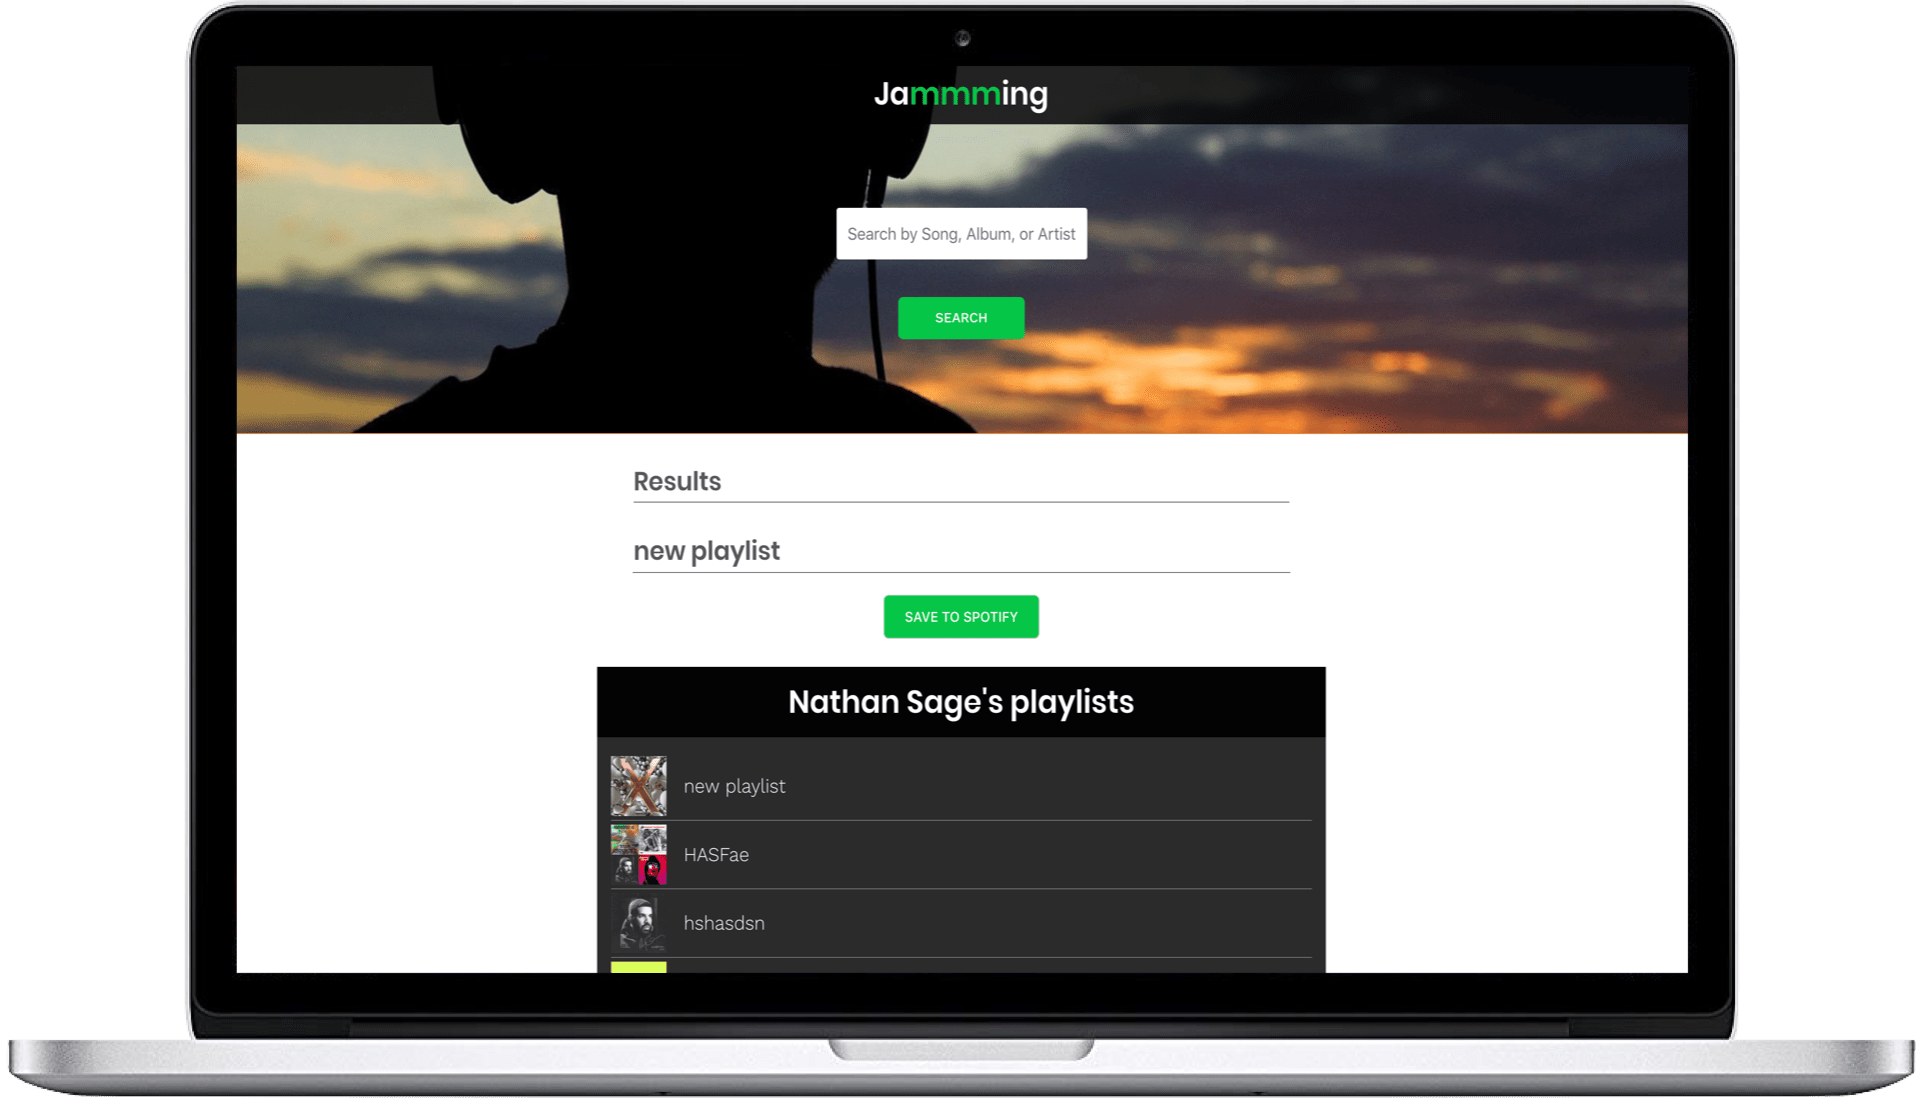 Jammming
Search by Song, Album, or Artist
SEARCH
Results
new playlist
SAVE TO SPOTIFY
Nathan Sage's playlists
new playlist
HASFae
hshasdsn